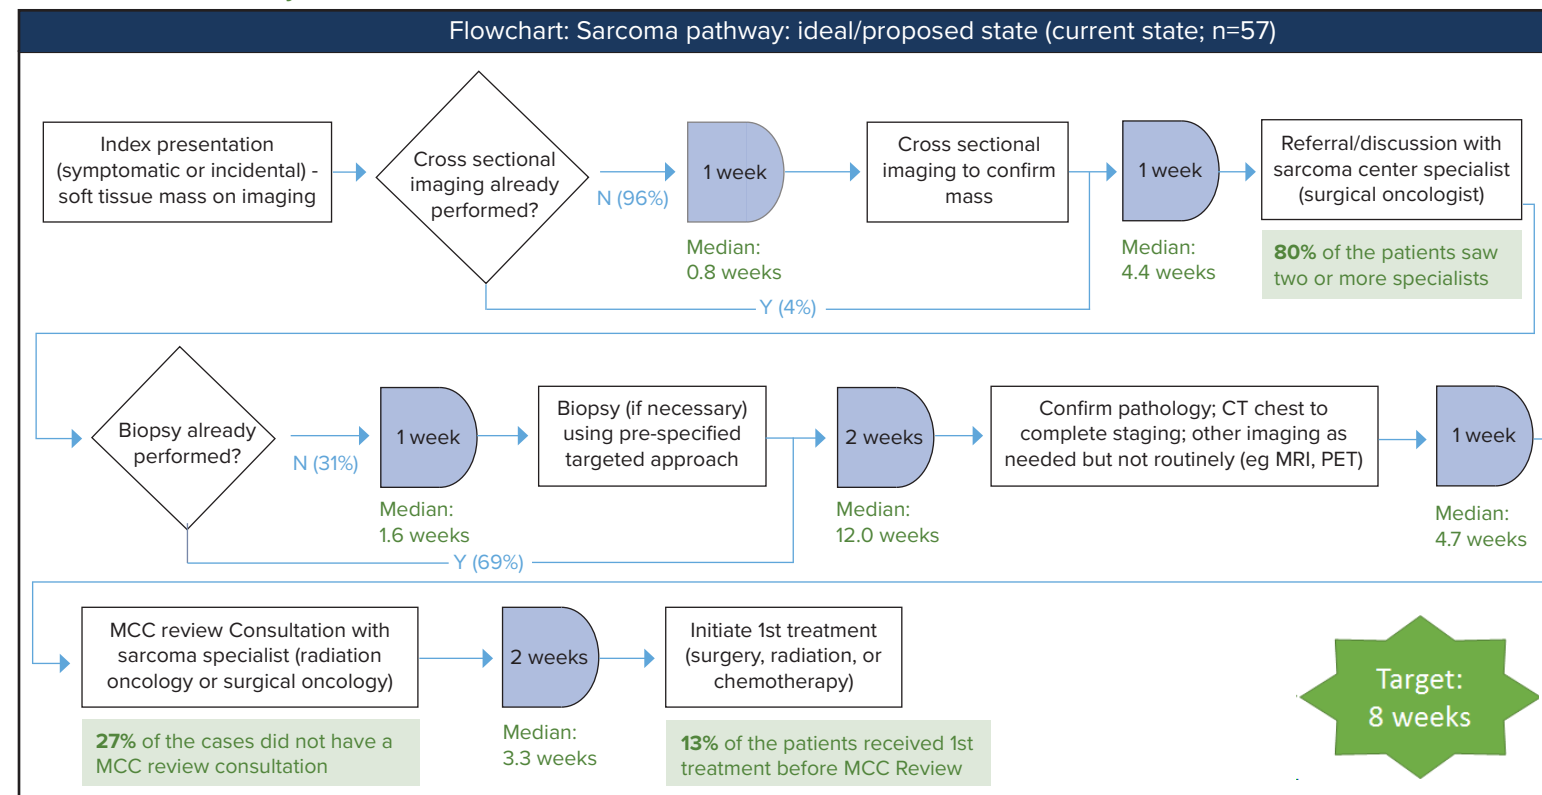 Flowchart: Sarcoma pathway: ideal/proposed state (current state; n=57)
Index presentation
(symptomatic or incidental) -
soft tissue mass on imaging
Cross sectional
imaging already
performed?
N (96%)
1 week
Median:
0.8 weeks
Cross sectional
imaging to confirm
mass
Y (4%)
1 week
Median:
4.4 weeks
Referral/discussion with
sarcoma center specialist
(surgical oncologist)
80% of the patients saw
two or more specialists
Biopsy already
performed?
N (31%)
1 week
Median:
1.6 weeks
Biopsy (if necessary)
using pre-specified
targeted approach
Y (69%)
2 weeks
Median:
12.0 weeks
Confirm pathology; CT chest to
complete staging; other imaging as
needed but not routinely (eg MRI, PET)
1 week
Median:
4.7 weeks
MCC review Consultation with
sarcoma specialist (radiation
oncology or surgical oncology)
27% of the cases did not have a
MCC review consultation
2 weeks
Median:
3.3 weeks
Initiate 1st treatment
(surgery, radiation, or
chemotherapy)
13% of the patients received 1st
treatment before MCC Review
Target:
8 weeks